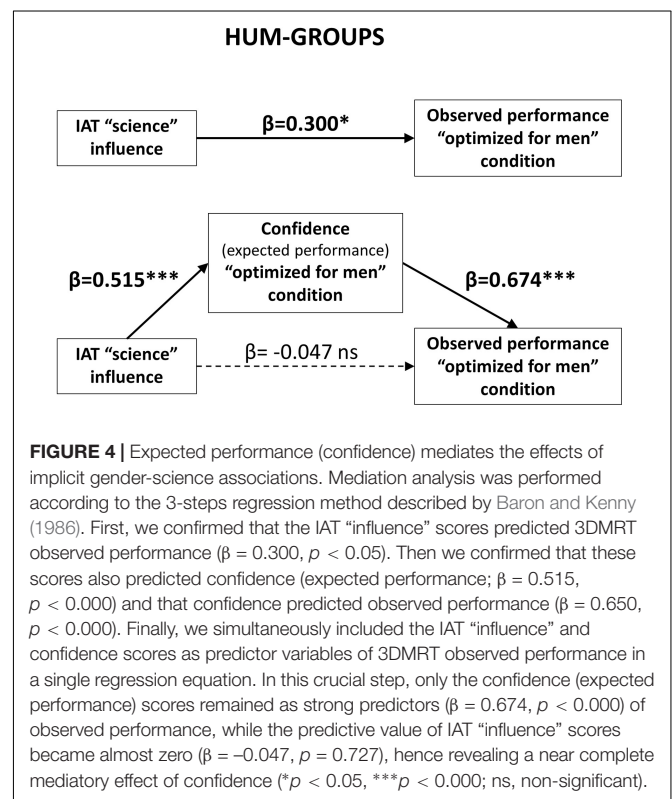 HUM-GROUPS
IAT “science”
influence
β=0.300*
Observed performance
“optimized for men”
condition
Confidence
(expected performance)
“optimized for men”
condition
β=0.515***
β=0.674***
IAT “science”
influence
β= -0.047 ns
Observed performance
“optimized for men”
condition
FIGURE 4 | Expected performance (confidence) mediates the effects of
implicit gender-science associations. Mediation analysis was performed
according to the 3-steps regression method described by Baron and Kenny
(1986). First, we confirmed that the IAT “influence” scores predicted 3DMRT
observed performance (β = 0.300, p < 0.05). Then we confirmed that these
scores also predicted confidence (expected performance; β = 0.515,
p < 0.000) and that confidence predicted observed performance (β = 0.650,
p < 0.000). Finally, we simultaneously included the IAT “influence” and
confidence scores as predictor variables of 3DMRT observed performance in
a single regression equation. In this crucial step, only the confidence (expected
performance) scores remained as strong predictors (β = 0.674, p < 0.000) of
observed performance, while the predictive value of IAT “influence” scores
became almost zero (β = –0.047, p = 0.727), hence revealing a near complete
mediatory effect of confidence (*p < 0.05, ***p < 0.000; ns, non-significant).